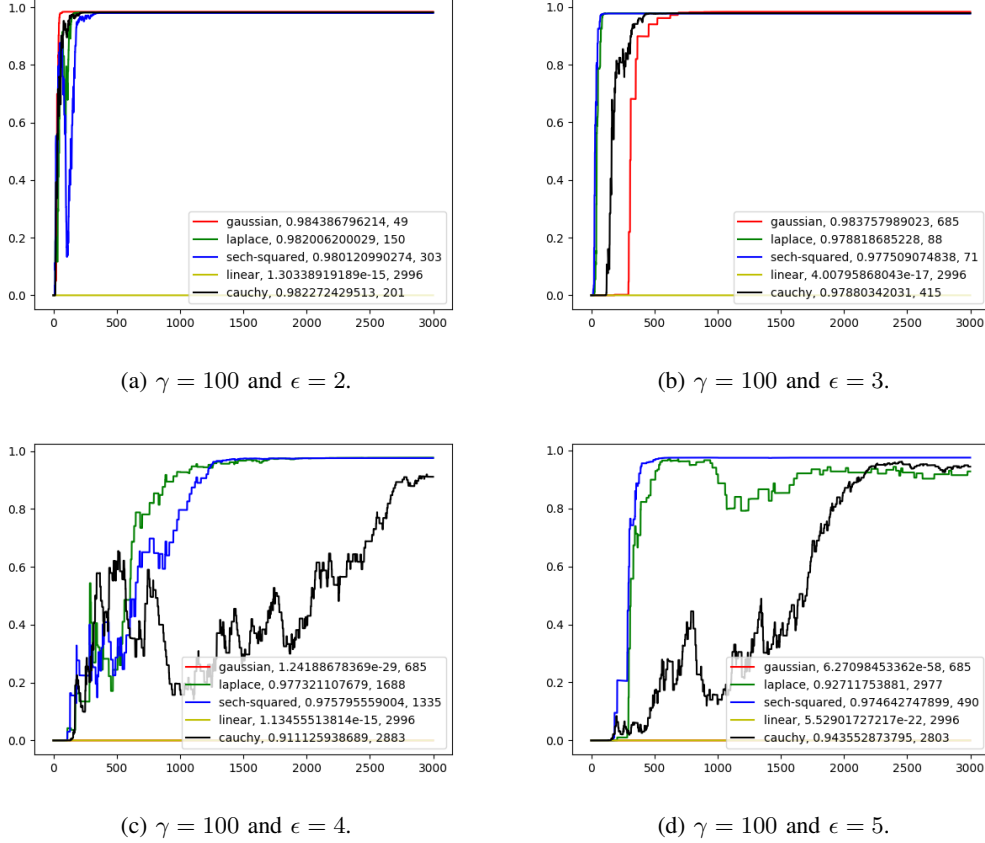 1.0
0.8
0.6
0.4
0.2
0.0
0 500 1000 1500 2000 2500 3000
gaussian, 0.984386796214, 49
laplace, 0.982006200029, 150
sech-squared, 0.980120990274, 303
linear, 1.30338919189e-15, 2996
cauchy, 0.982272429513, 201
(a) γ = 100 and ϵ = 2.
1.0
0.8
0.6
0.4
0.2
0.0
0 500 1000 1500 2000 2500 3000
gaussian, 0.983757989023, 685
laplace, 0.978818685228, 88
sech-squared, 0.977509074838, 71
linear, 4.00795868043e-17, 2996
cauchy, 0.97880342031, 415
(b) γ = 100 and ϵ = 3.
1.0
0.8
0.6
0.4
0.2
0.0
0 500 1000 1500 2000 2500 3000
gaussian, 1.24188678369e-29, 685
laplace, 0.977321107679, 1688
sech-squared, 0.975795559004, 1335
linear, 1.13455513814e-15, 2996
cauchy, 0.911125938689, 2883
(c) γ = 100 and ϵ = 4.
1.0
0.8
0.6
0.4
0.2
0.0
0 500 1000 1500 2000 2500 3000
gaussian, 6.27098453362e-58, 685
laplace, 0.92711753881, 2977
sech-squared, 0.974642747899, 490
linear, 5.52901727217e-22, 2996
cauchy, 0.943552873795, 2803
(d) γ = 100 and ϵ = 5.